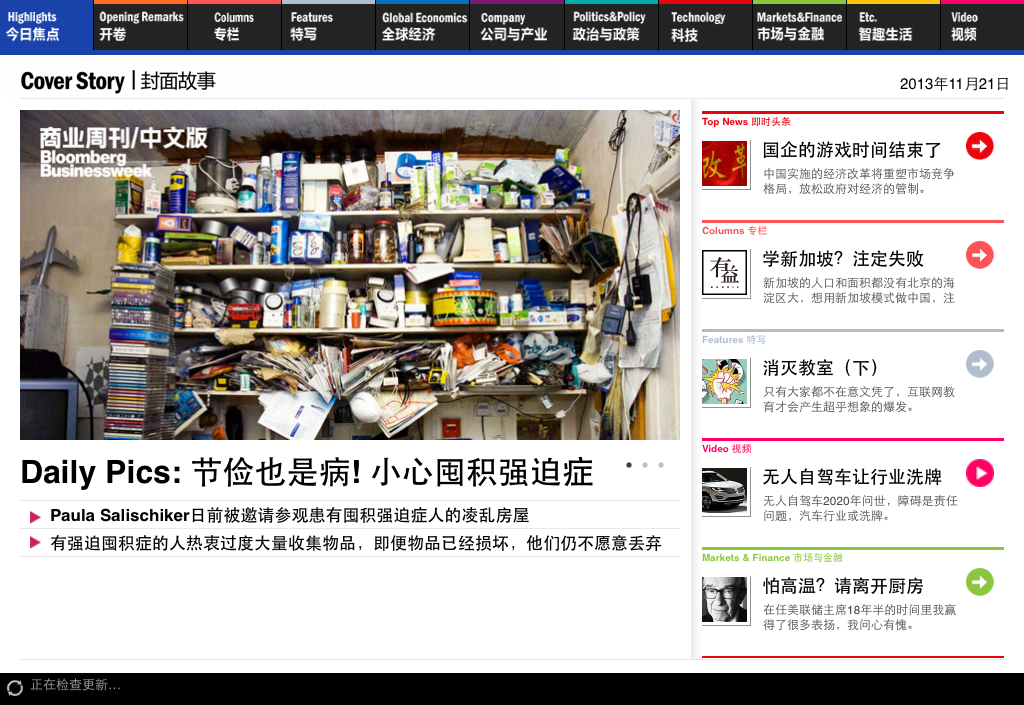 Highlights
今日焦点
Opening Remarks
开卷
Columns
专栏
Features
特写
Global Economics
全球经济
Company
公司与产业
Politics&Policy
政治与政策
Technology
科技
Markets&Finance
市场与金融
Etc.
智趣生活
Video
视频
Cover Story 封面故事
2013年11月21日
商业周刊/中文版
Bloomberg
Businessweek
Daily Pics: 节俭也是病! 小心囤积强迫症
Paula Salischiker日前被邀请参观患有囤积强迫症人的凌乱房屋
有强迫囤积症的人热衷过度大量收集物品，即便物品已经损坏，他们仍不愿意丢弃
Top News 即时头条
改革
国企的游戏时间结束了
中国实施的经济改革将重塑市场竞争
格局，放松政府对经济的管制。
Columns 专栏
有益
学新加坡？注定失败
新加坡的人口和面积都没有北京的海
淀区大，想用新加坡模式做中国，注
Features 特写
消灭教室（下）
只有大家都不在意文凭了，互联网教
育才会产生超乎想象的爆发。
Video 视频
无人自驾车让行业洗牌
无人自驾车2020年问世，障碍是责任
问题，汽车行业或洗牌。
Markets & Finance 市场与金融
怕高温？请离开厨房
在任美联储主席18年半的时间里我赢
得了很多表扬，我问心有愧。
正在检查更新...